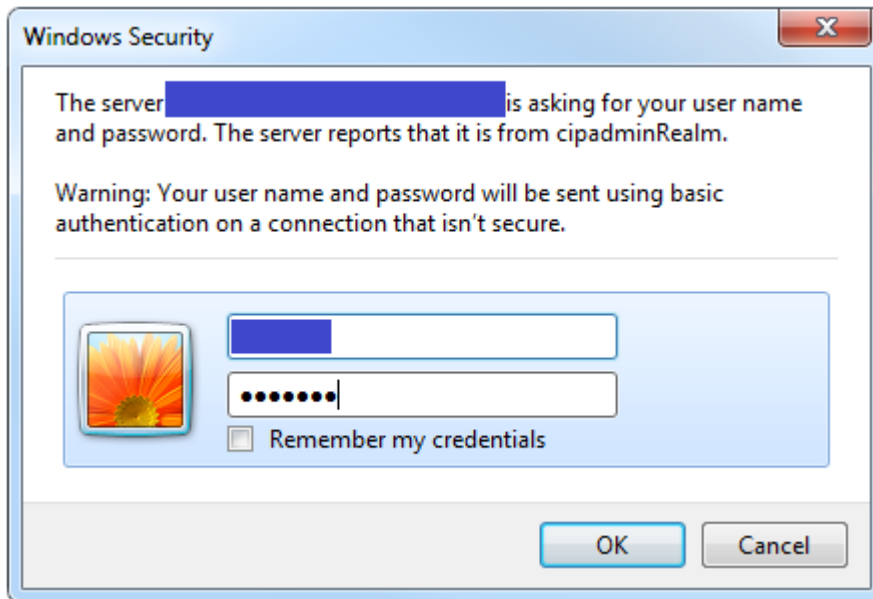 Windows Security
The server is asking for your user name
and password. The server reports that it is from cipadminRealm.
Warning: Your user name and password will be sent using basic
authentication on a connection that isn't secure.
•••••••
Remember my credentials
OK
Cancel